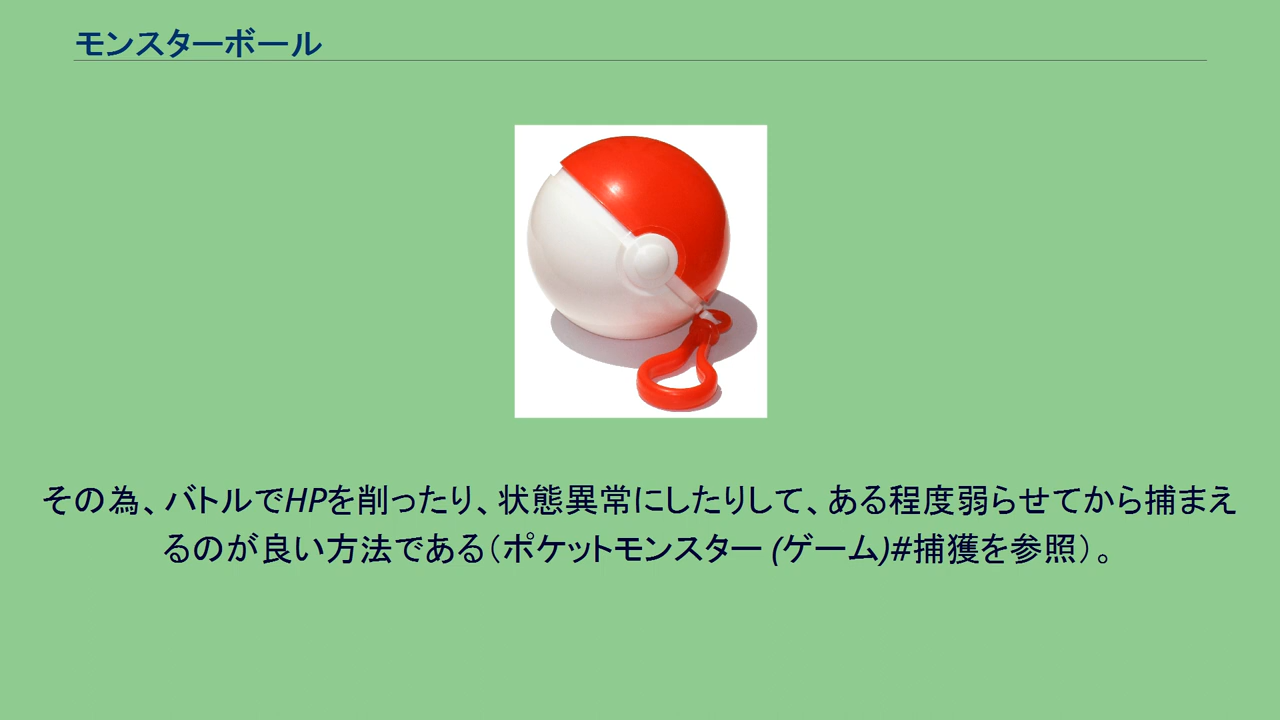 モンスターボール
その為、バトルでHPを削ったり、状態異常にしたりして、ある程度弱らせてから捕まえ
るのが良い方法である（ポケットモンスター (ゲーム)#捕獲を参照）。